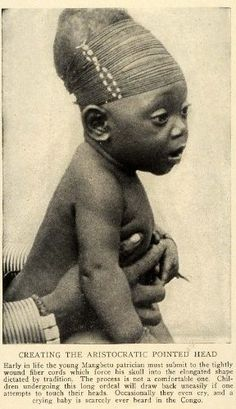 CREATING THE ARISTOCRATIC POINTED HEAD
Early in life the young Mangbetu patrician must submit to the tightly
wound fiber cords which force his skull into the elongated shape
dictated by tradition. The process is not a comfortable one. Chil-
dren undergoing this long ordeal will draw back uneasily if one
attempts to touch their heads. Occasionally they even cry, and a
crying baby is scarcely ever heard in the Congo.